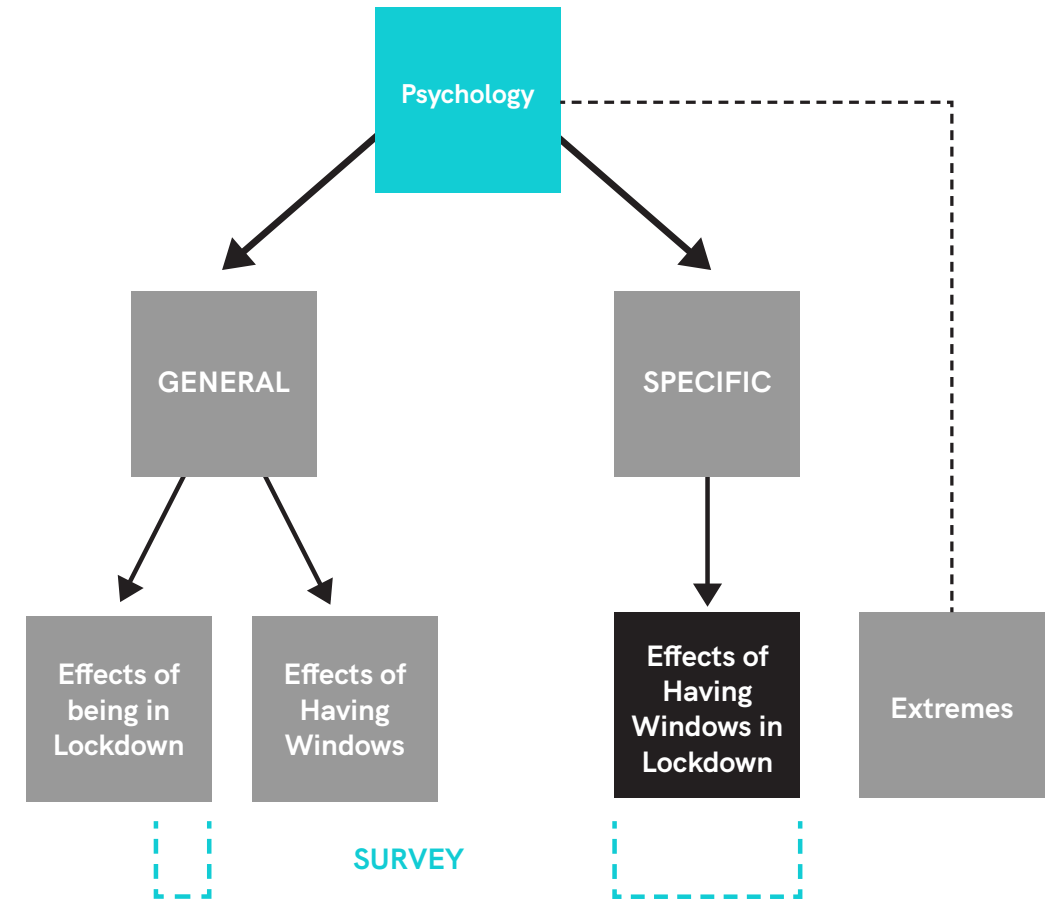 Psychology
GENERAL
SPECIFIC
Effects of
being in
Lockdown
Effects of
Having
Windows
Effects of
Having
Windows in
Lockdown
Extremes
SURVEY